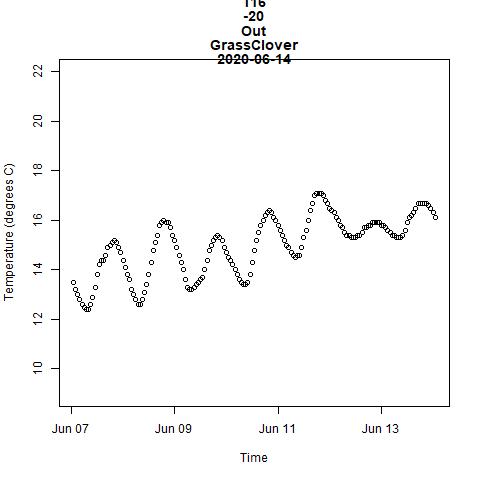 T16
-20
Out
GrassClover
2020-06-14
Temperature (degrees C)
22
20
18
16
14
12
10
Jun 07
Jun 09
Jun 11
Jun 13
Time